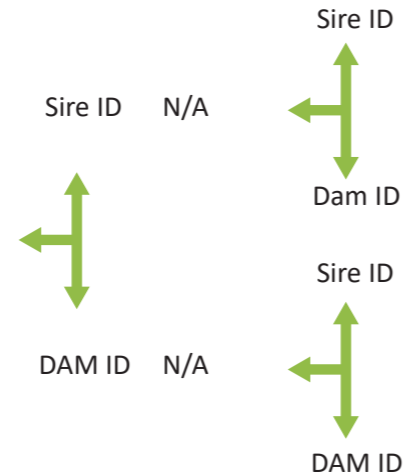 Sire ID
Sire ID N/A
Dam ID
Sire ID
DAM ID N/A
DAM ID